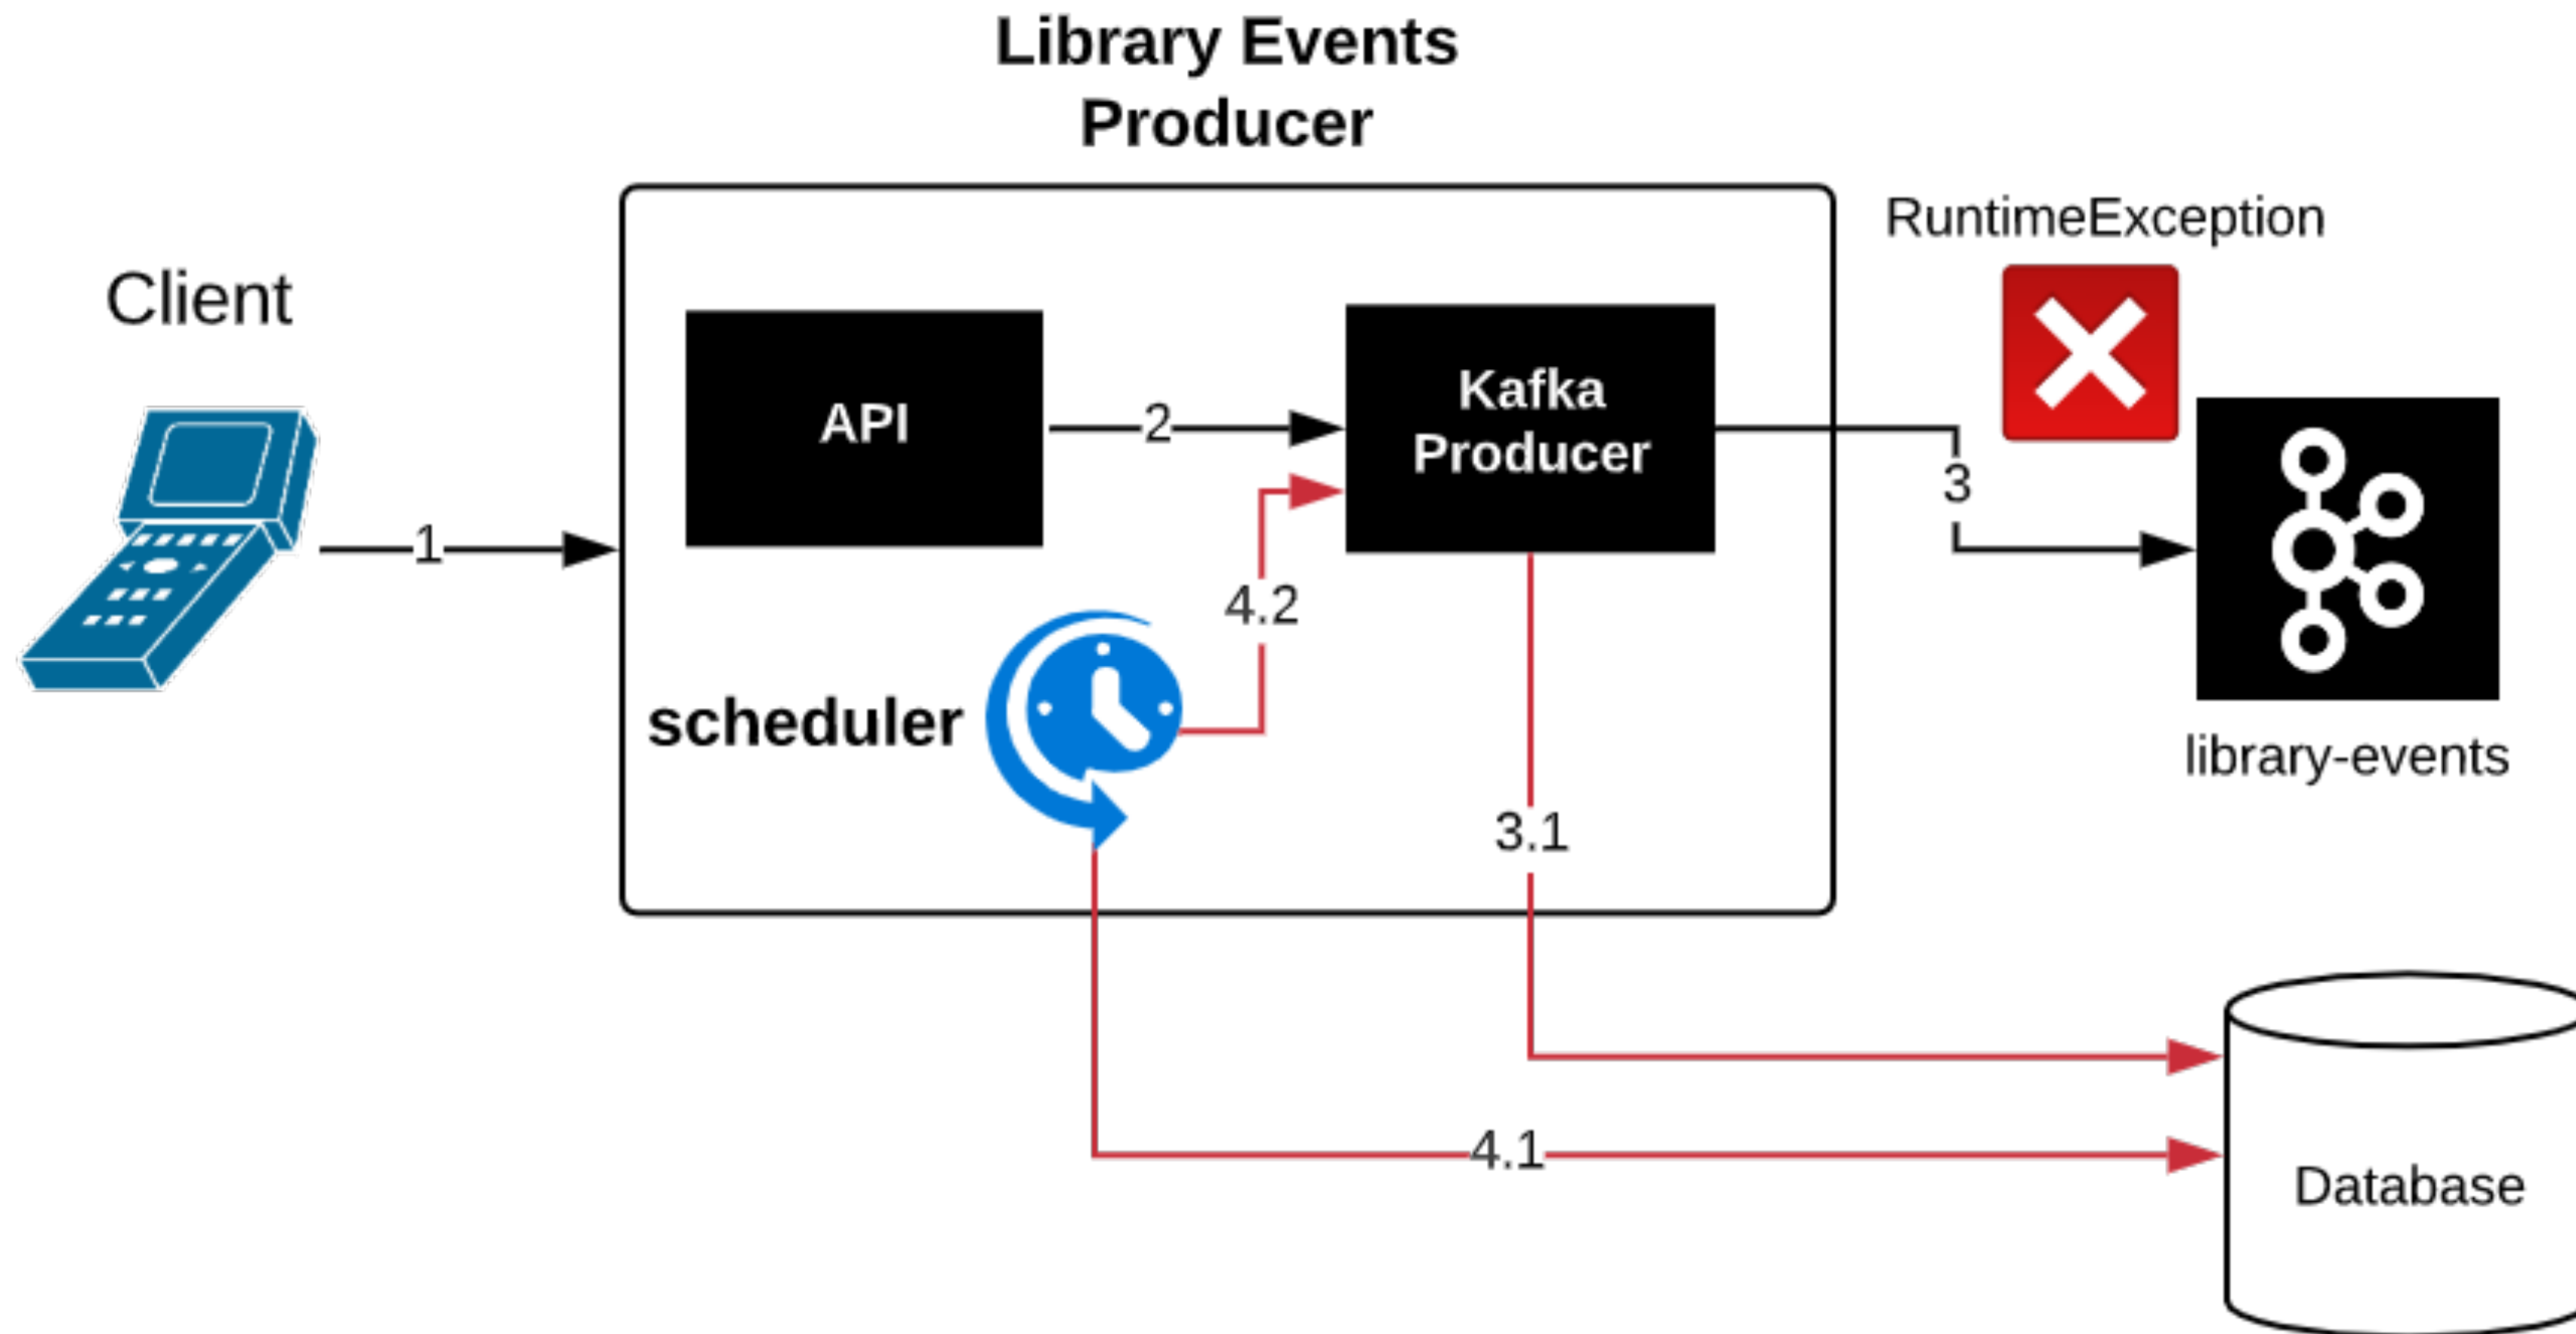 Library Events
Producer
RuntimeException
Client
API
2
Kafka
Producer
3
1
4.2
scheduler
library-events
3.1
4.1
Database